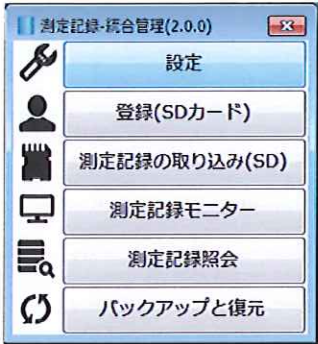 測定記録-統合管理(2.0.0)
設定
登録(SDカード)
測定記録の取り込み(SD)
測定記録モニター
測定記録照会
バックアップと復元